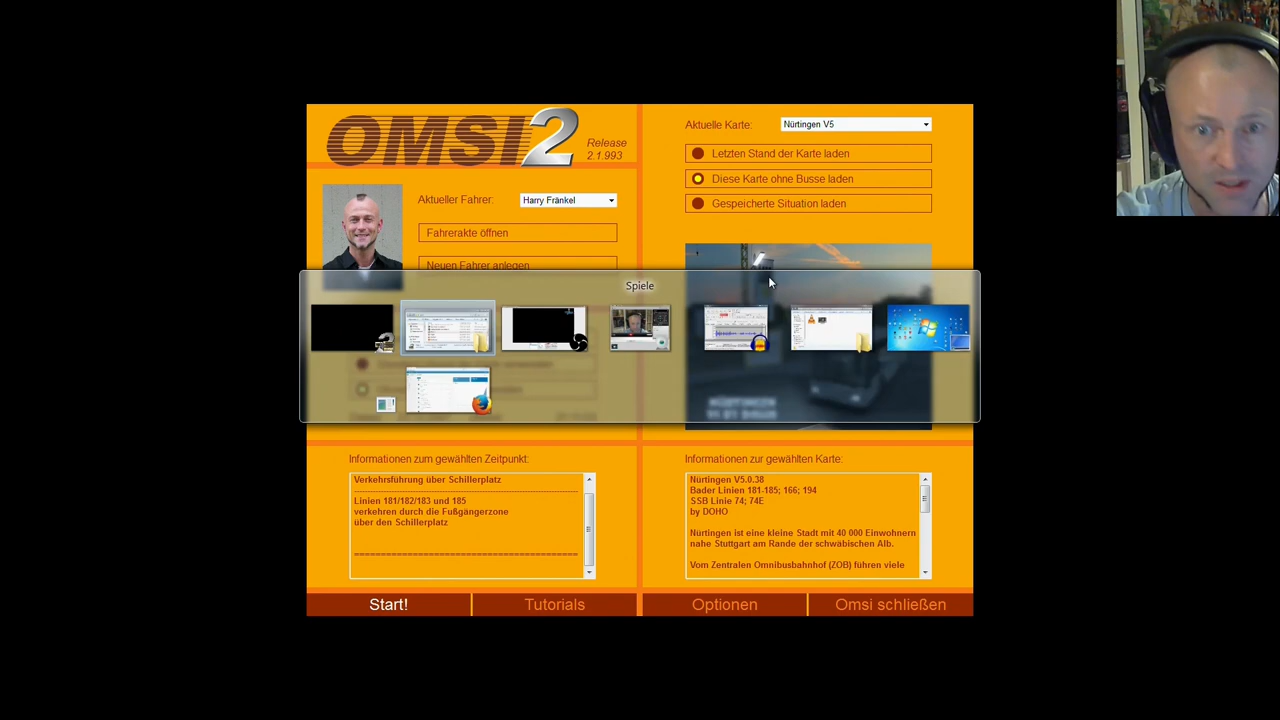 OMSI2
Release
2.1.993
Aktueller Fahrer:
Harry Fränkel
Fahrerakte öffnen
Neuen Fahrer anlegen
Aktuelle Karte:
Nürtingen V5
Letzten Stand der Karte laden
Diese Karte ohne Busse laden
Gespeicherte Situation laden
Spiele
Informationen zum gewählten Zeitpunkt:
Verkehrsführung über Schillerplatz
Linien 181/182/183 und 185
verkehren durch die Fußgängerzone
über den Schillerplatz
Informationen zur gewählten Karte:
Nürtingen V5.0.38
Bader Linien 181-185; 166; 194
SSB Linie 74; 74E
by DOHO
Nürtingen ist eine kleine Stadt mit 40 000 Einwohnern
nahe Stuttgart am Rande der schwäbischen Alb.
Vom Zentralen Omnibusbahnhof (ZOB) führen viele
Start!
Tutorials
Optionen
Omsi schließen